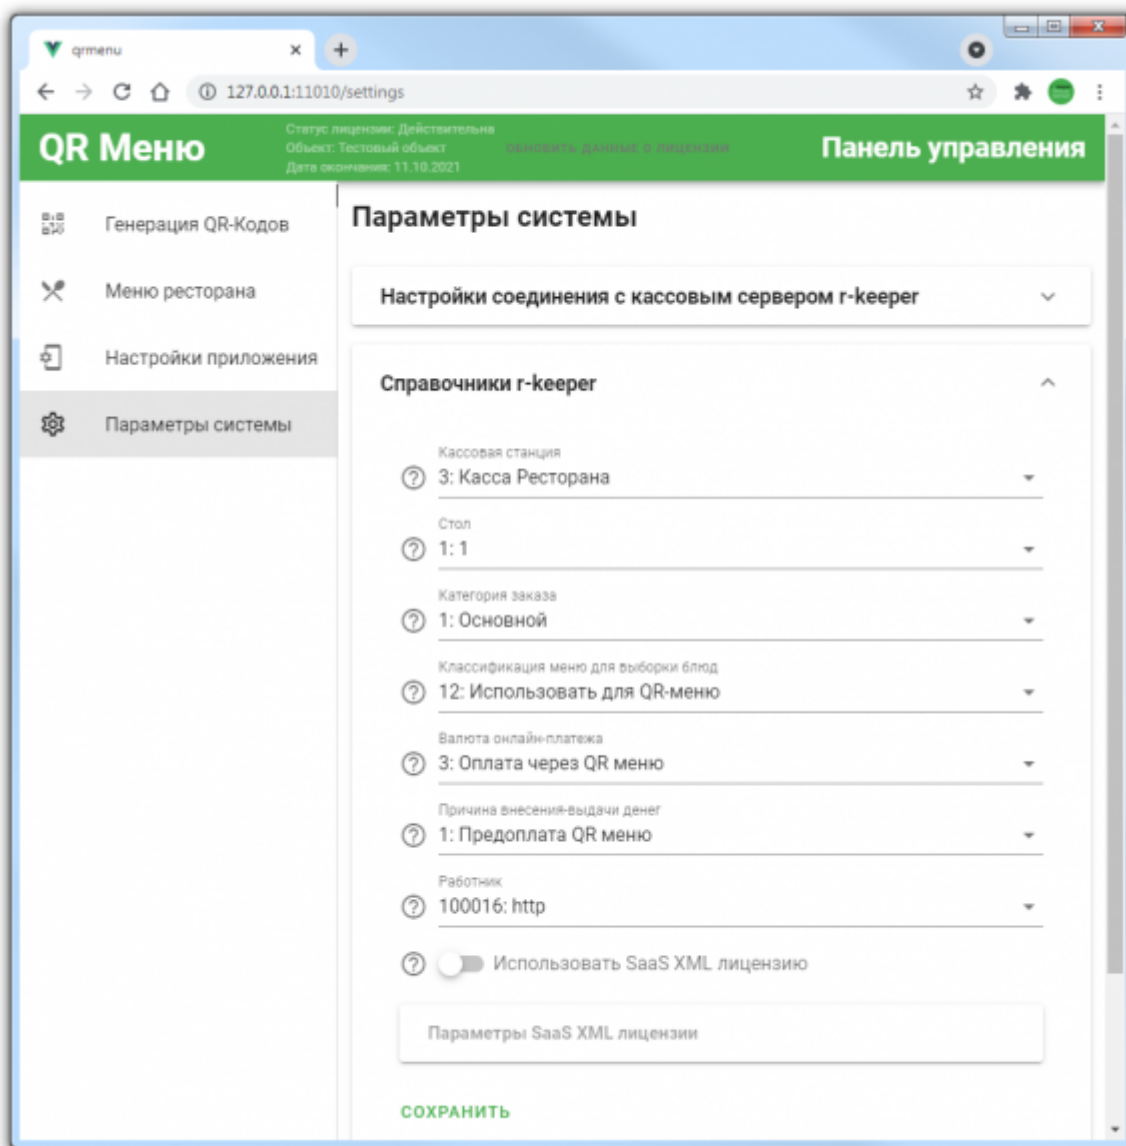 qrmenu
127.0.0.1:11010/settings
QR Меню
Статус лицензии: Действительна
Объект: Тестовый объект
Дата окончания: 11.10.2021
ОБНОВИТЬ ДАННЫЕ О ЛИЦЕНЗИИ
Панель управления
Генерация QR-Кодов
Меню ресторана
Настройки приложения
Параметры системы
Параметры системы
Настройки соединения с кассовым сервером r-keeper
Справочники r-keeper
Кассовая станция
3: Касса Ресторана
Стол
1: 1
Категория заказа
1: Основной
Классификация меню для выборки блюд
12: Использовать для QR-меню
Валюта онлайн-платежа
3: Оплата через QR меню
Причина внесения-выдачи денег
1: Предоплата QR меню
Работник
100016: http
Использовать SaaS XML лицензию
Параметры SaaS XML лицензии
СОХРАНИТЬ